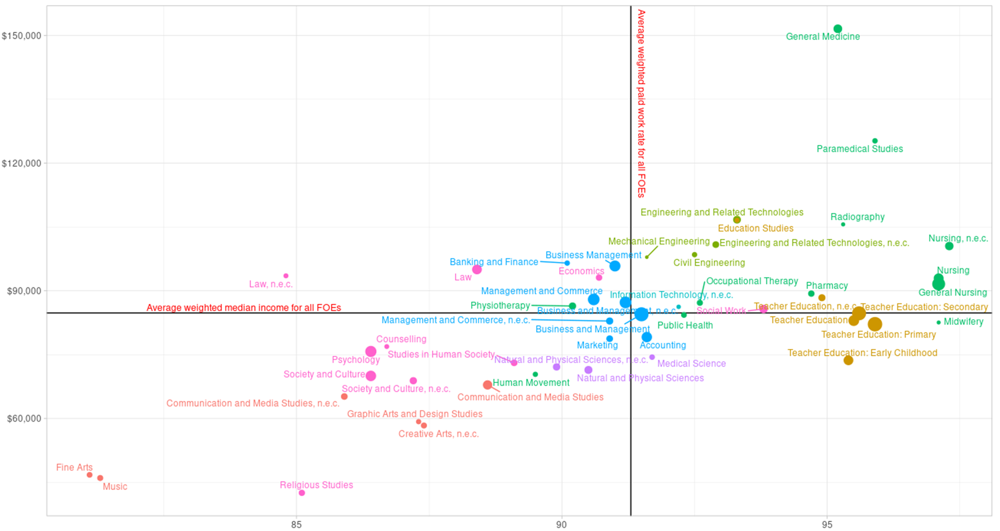 $150,000
General Medicine
Average weighted paid work rate for all FOEs
Paramedical Studies
$120,000
Engineering and Related Technologies
Radiography
Education Studies
Nursing, n.e.c.
Mechanical Engineering
Engineering and Related Technologies, n.e.c.
Business Management
Banking and Finance
Civil Engineering
Economics
Nursing
Law
Law, n.e.c.
Occupational Therapy
Pharmacy
$90,000
Management and Commerce
General Nursing
Information Technology, n.e.c.
Physiotherapy
Average weighted median income for all FOEs
Business and Management, n.e.c.
Social Work
Teacher Education, n.e.c.
Teacher Education: Secondary
Management and Commerce, n.e.c.
Teacher Education
Midwifery
Public Health
Business and Management
Teacher Education: Primary
Counselling
Marketing
Accounting
Studies in Human Society
Teacher Education: Early Childhood
Psychology
Natural and Physical Sciences, n.e.c.
Medical Science
Society and Culture
Natural and Physical Sciences
Human Movement
Society and Culture, n.e.c.
Communication and Media Studies
Communication and Media Studies, n.e.c.
Graphic Arts and Design Studies
$60,000
Creative Arts, n.e.c.
Fine Arts
Music
Religious Studies
85
90
95